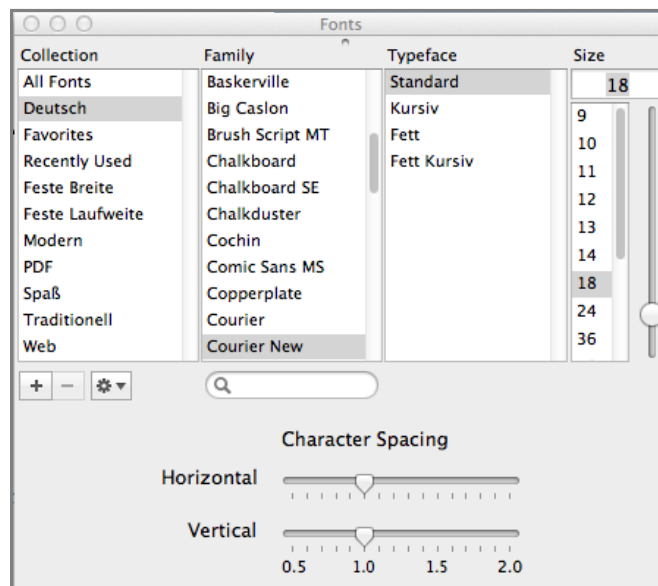 Fonts
Collection
All Fonts
Deutsch
Favorites
Recently Used
Feste Breite
Feste Laufweite
Modern
PDF
Spaß
Traditionell
Web
Family
Baskerville
Big Caslon
Brush Script MT
Chalkboard
Chalkboard SE
Chalkduster
Cochin
Comic Sans MS
Copperplate
Courier
Courier New
Typeface
Standard
Kursiv
Fett
Fett Kursiv
Size
18
9
10
11
12
13
14
18
24
36
Character Spacing
Horizontal
Vertical
0.5 1.0 1.5 2.0